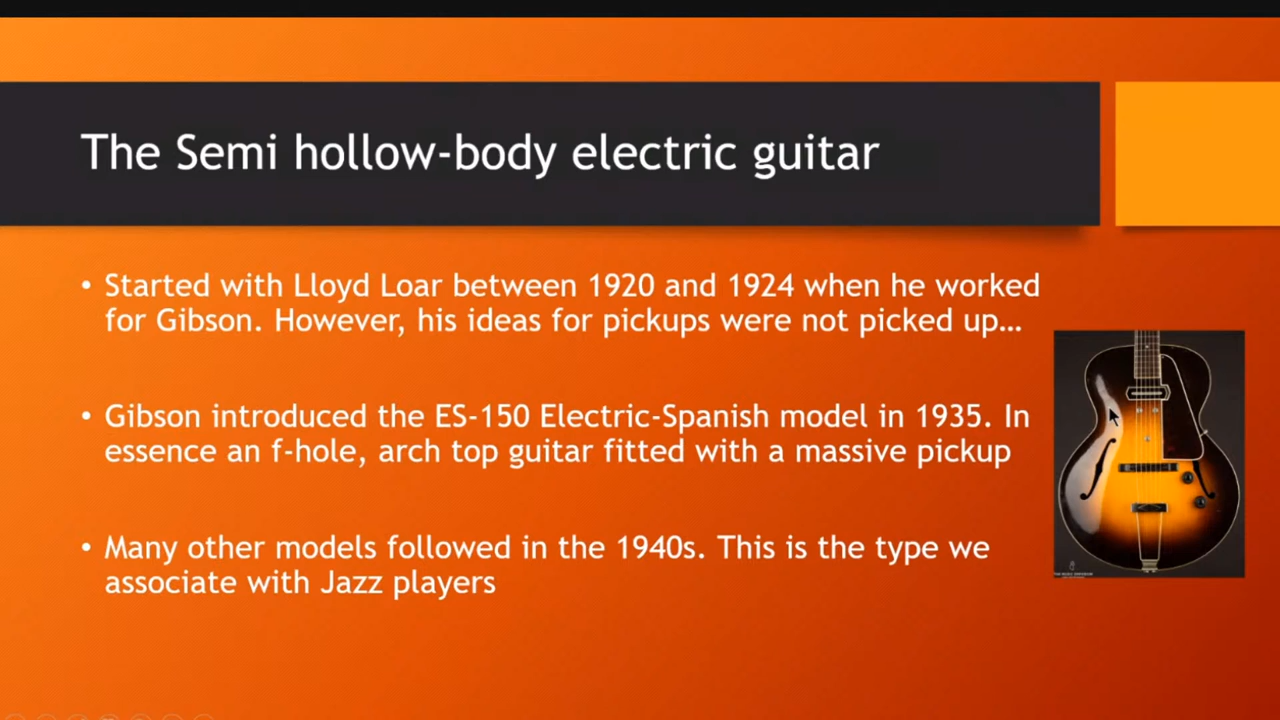 The Semi hollow-body electric guitar
• Started with Lloyd Loar between 1920 and 1924 when he worked
for Gibson. However, his ideas for pickups were not picked up…
• Gibson introduced the ES-150 Electric-Spanish model in 1935. In
essence an f-hole, arch top guitar fitted with a massive pickup
• Many other models followed in the 1940s. This is the type we
associate with Jazz players